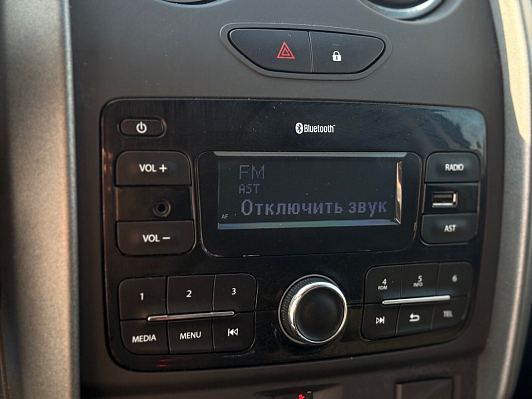 Bluetooth
VOL +
VOL −
FM
AST
AF
Отключить звук
RADIO
AST
1
2
3
MEDIA
MENU
4
RDM
5
INFO
6
TEL